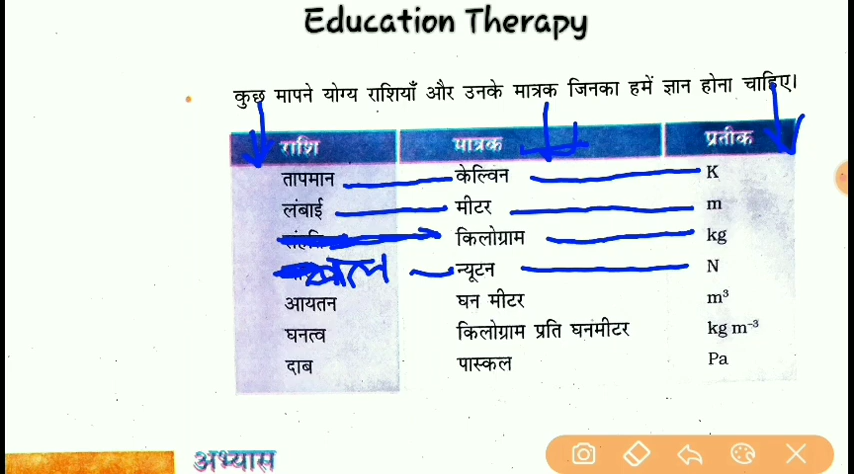 Education Therapy
कुछ मापने योग्य राशियाँ और उनके मात्रक जिनका हमें ज्ञान होना चाहिए।
राशि मात्रक प्रतीक
तापमान केल्विन K
लंबाई मीटर m
किलोग्राम kg
न्यूटन N
आयतन घन मीटर m³
घनत्व किलोग्राम प्रति घनमीटर kg m⁻³
दाब पास्कल Pa
अभ्यास